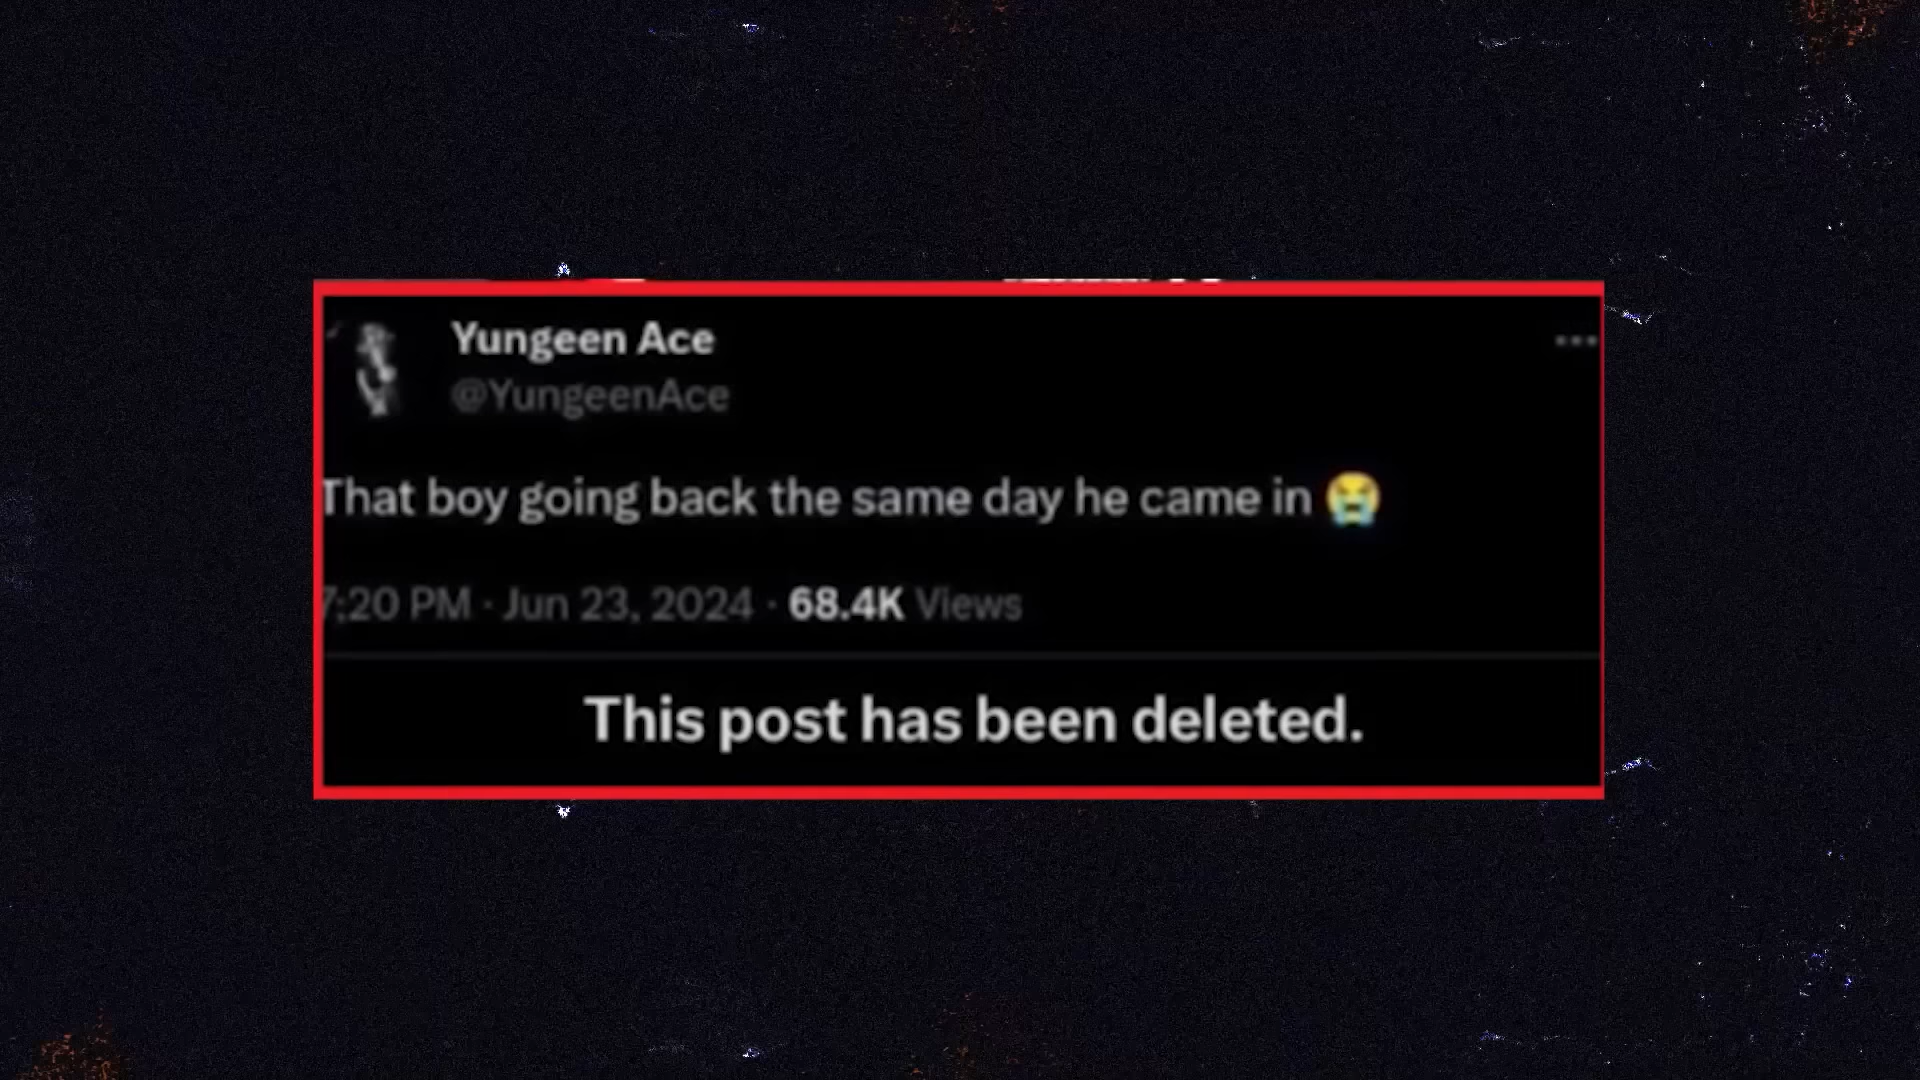 Yungeen Ace
@YungeenAce
That boy going back the same day he came in 😭
7:20 PM · Jun 23, 2024 · 68.4K Views
This post has been deleted.